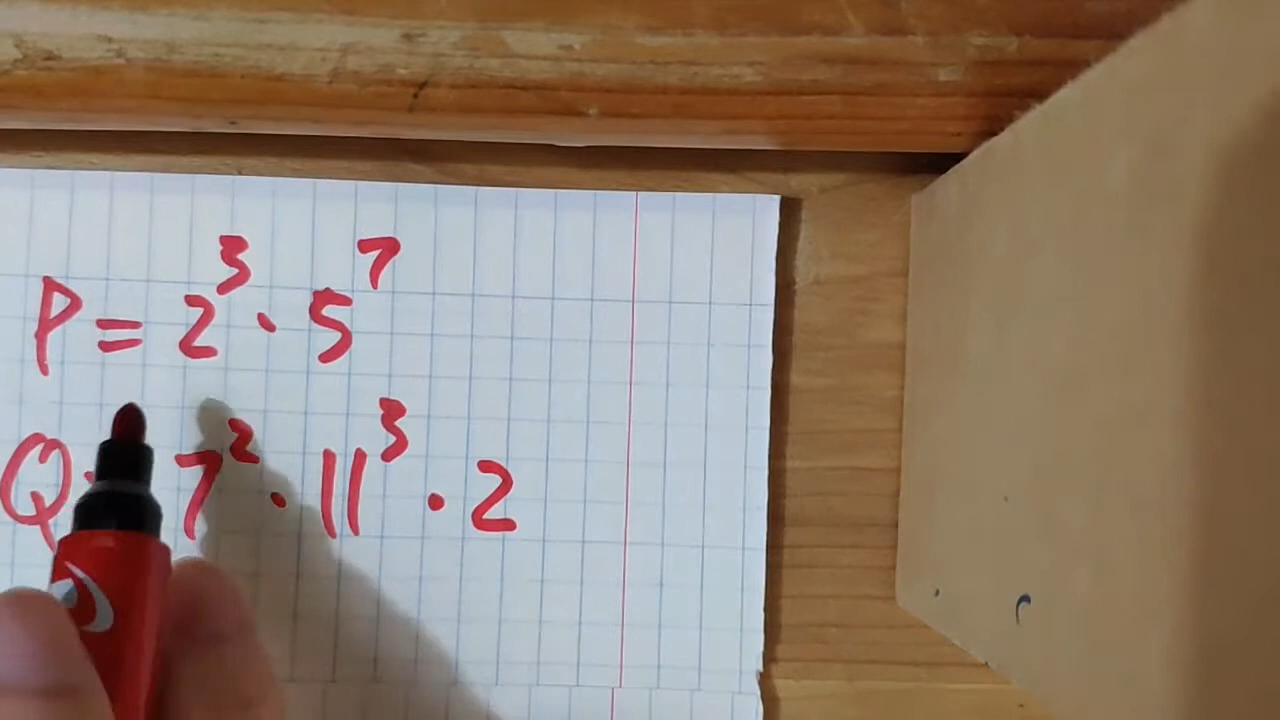 P = 2³ · 5⁷
Q = 7² · 11³ · 2